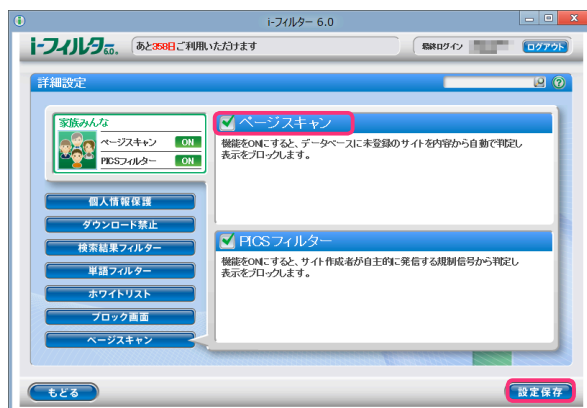 i-フィルター 6.0
i-フィルター6.0.
あと358日ご利用いただけます
最終ログイン
ログアウト
詳細設定
家族みんな
ページスキャン ON
PICSフィルター ON
個人情報保護
ダウンロード禁止
検索結果フィルター
単語フィルター
ホワイトリスト
ブロック画面
ページスキャン
ページスキャン
機能をONにすると、データベースに未登録のサイトを内容から自動で判定し
表示をブロックします。
PICSフィルター
機能をONにすると、サイト作成者が自主的に発信する規制信号から判定し
表示をブロックします。
もどる
設定保存